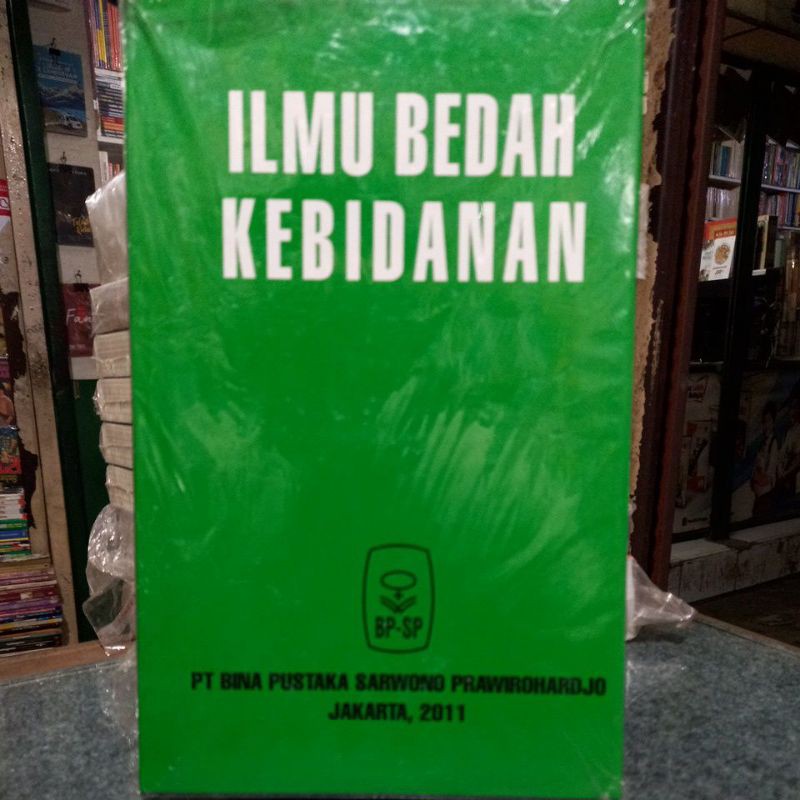 ILMU BEDAH
KEBIDANAN
BP-SP
PT BINA PUSTAKA SARWONO PRAWIROHARDJO
JAKARTA, 2011